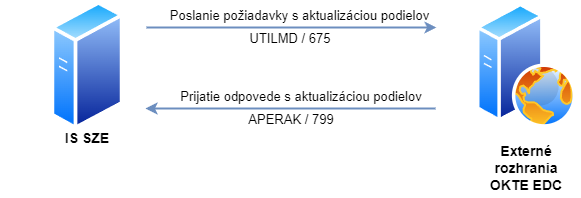 Poslanie požiadavky s aktualizáciou podielov
UTILMD / 675
Prijatie odpovede s aktualizáciou podielov
APERAK / 799
IS SZE
Externé
rozhrania
OKTE EDC